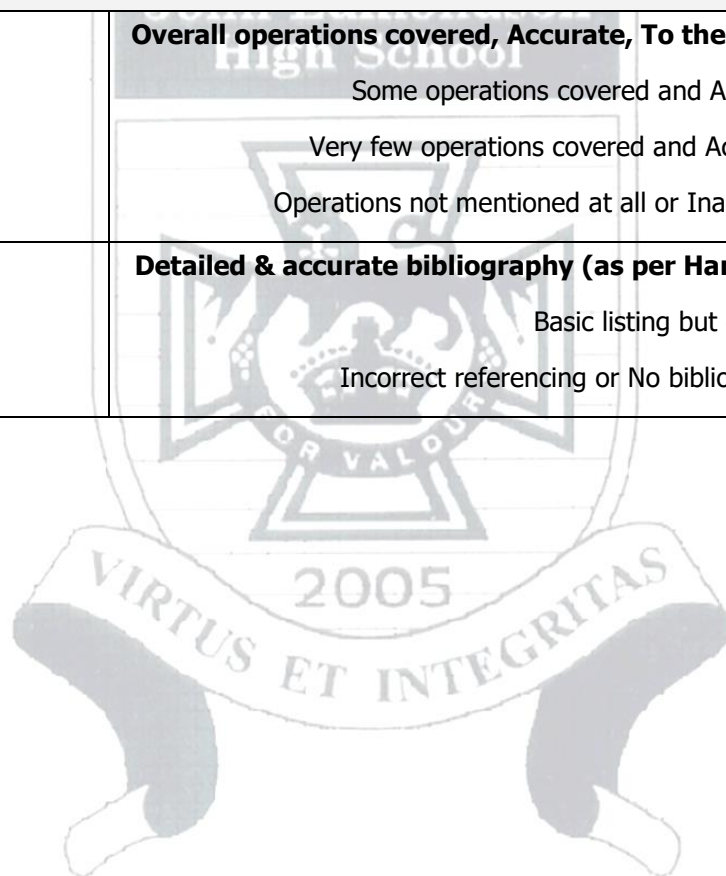 High School
Overall operations covered, Accurate, To the
Some operations covered and A
Very few operations covered and Ac
Operations not mentioned at all or Ina
Detailed & accurate bibliography (as per Har
Basic listing but
Incorrect referencing or No biblio
FOR VALOUR
2005
VIRTUS ET INTEGRITAS